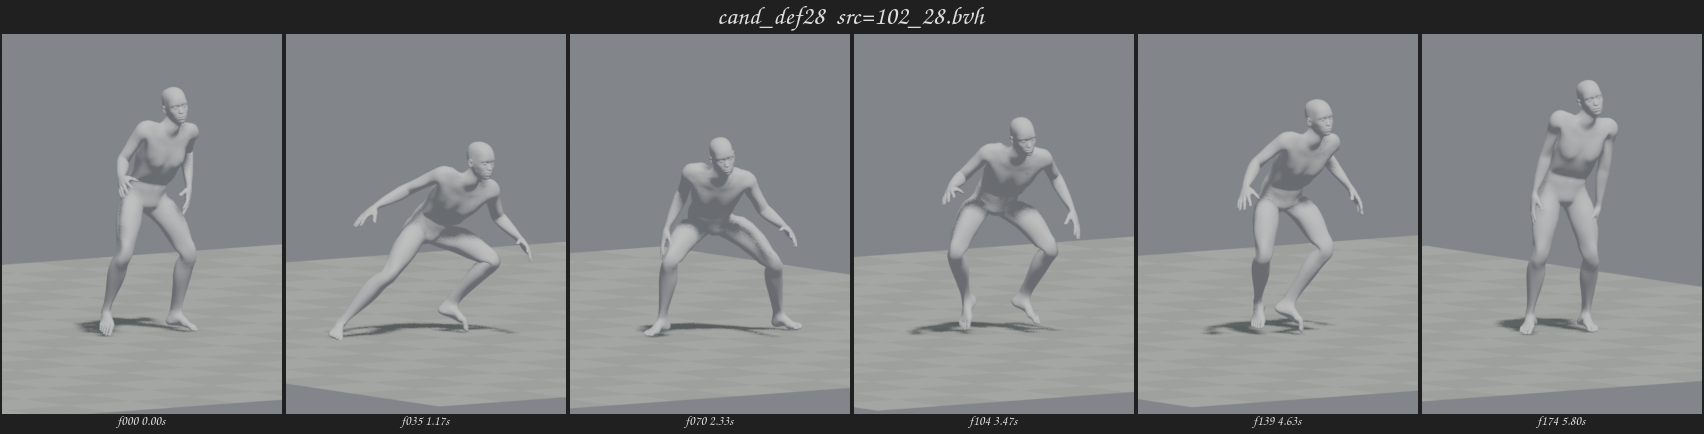 cand_def28 src=102_28.bvh
f000 0.00s
f035 1.17s
f070 2.33s
f104 3.47s
f139 4.63s
f174 5.80s